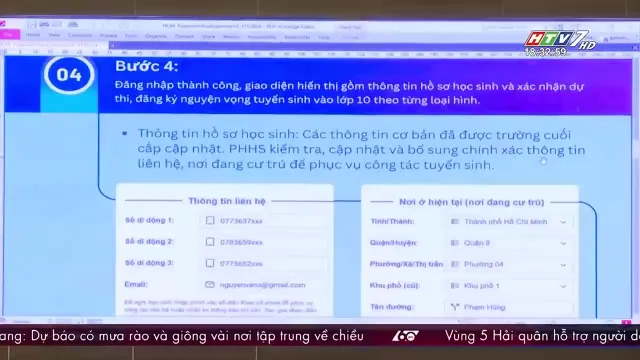 HTV7 HD
18:32:59
04
Bước 4:
Đăng nhập thành công, giao diện hiển thị gồm thông tin hồ sơ học sinh và xác nhận dự
thi, đăng ký nguyện vọng tuyển sinh vào lớp 10 theo từng loại hình.
• Thông tin hồ sơ học sinh: Các thông tin cơ bản đã được trường cuối
cấp cập nhật. PHHS kiểm tra, cập nhật và bổ sung chính xác thông tin
liên hệ, nơi đang cư trú để phục vụ công tác tuyển sinh.
Thông tin liên hệ
Số di động 1: 0773637xxx
Số di động 2: 0783659xxx
Số di động 3: 0775652xxx
Email: nguyenvana@gmail.com
Nơi ở hiện tại (nơi đang cư trú)
Tỉnh/Thành: Thành phố Hồ Chí Minh
Quận/Huyện: Quận 8
Phường/Xã/Thị trấn: Phường 04
Khu phố (cũ): Khu phố 1
Tên đường: Phạm Hùng
ang: Dự báo có mưa rào và giông vài nơi tập trung về chiều
60
Vùng 5 Hải quân hỗ trợ người d